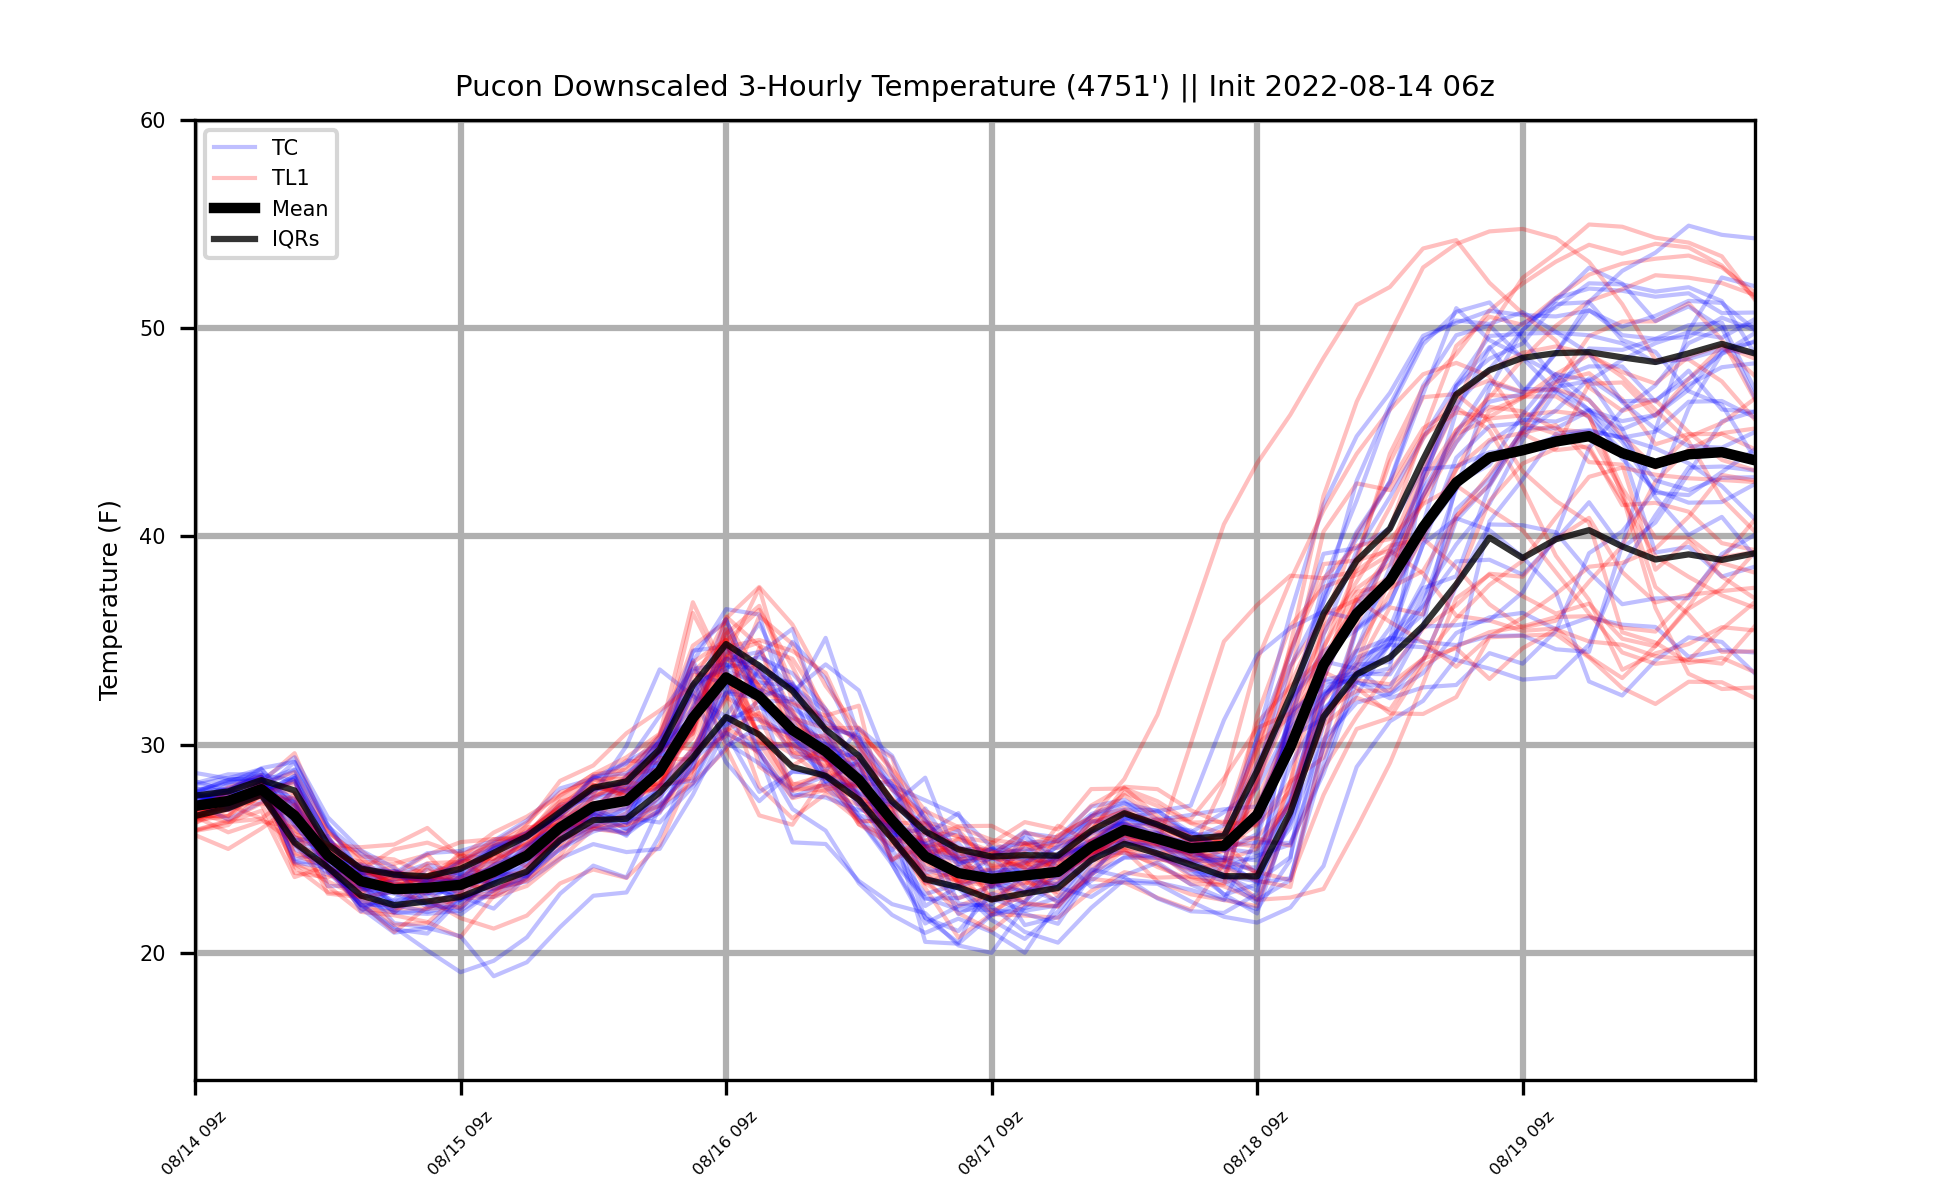 Pucon Downscaled 3-Hourly Temperature (4751') || Init 2022-08-14 06z
TC
TL1
Mean
IQRs
Temperature (F)
60
50
40
30
20
08/14 09z
08/15 09z
08/16 09z
08/17 09z
08/18 09z
08/19 09z